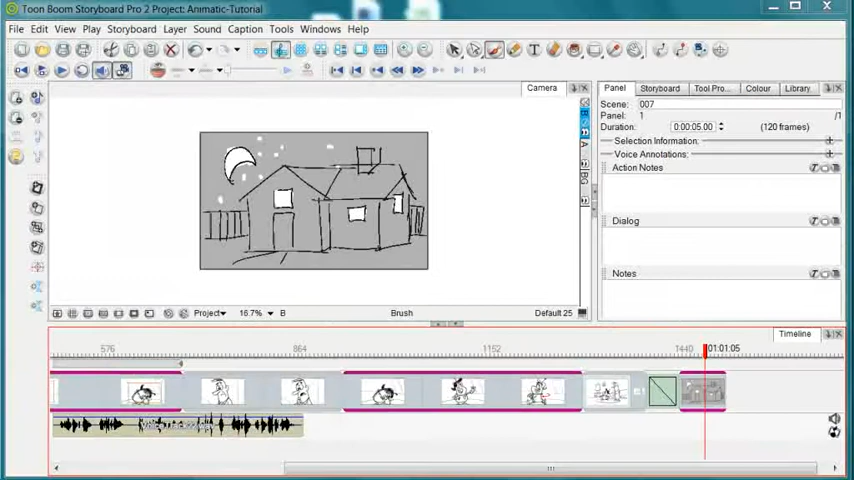 Toon Boom Storyboard Pro 2 Project: Animatic-Tutorial
File Edit View Play Storyboard Layer Sound Caption Tools Windows Help
Camera
Panel Storyboard Tool Pro... Colour Library
Scene: 007
Panel: 1 /1
Duration: 0:00:05.00 (120 frames)
Selection Information:
Voice Annotations:
Action Notes
Dialog
Notes
B
A
BG
Project 16.7% B Brush Default 25
Timeline
576 864 1152 1440 01:01:05